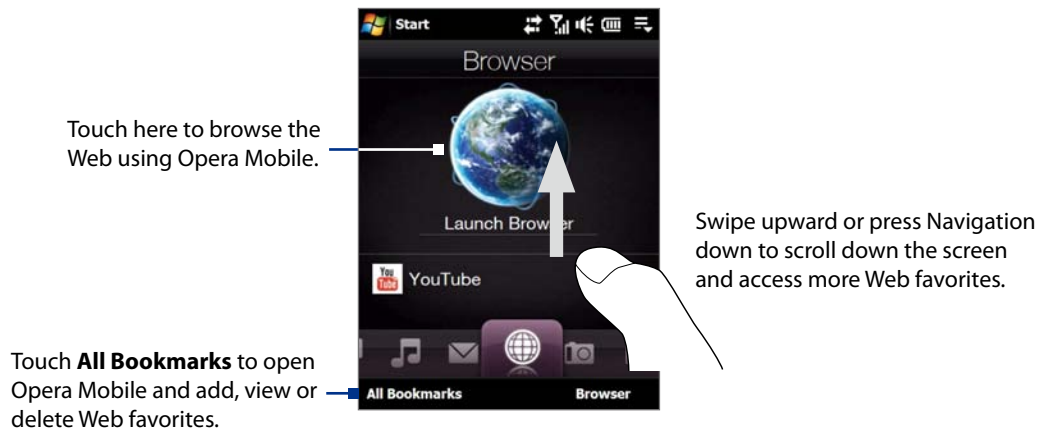 Start
Browser
Touch here to browse the
Web using Opera Mobile.
Launch Browser
Swipe upward or press Navigation
down to scroll down the screen
and access more Web favorites.
You
Tube
YouTube
Touch All Bookmarks to open
Opera Mobile and add, view or
delete Web favorites.
All Bookmarks
Browser